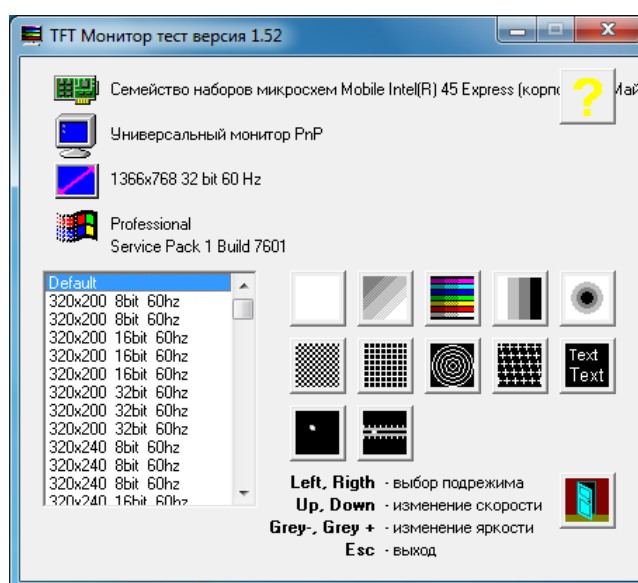 TFT Монитор тест версия 1.52
Семейство наборов микросхем Mobile Intel(R) 45 Express (корпо
Май
Универсальный монитор PnP
1366x768 32 bit 60 Hz
Professional
Service Pack 1 Build 7601
Default
320x200 8bit 60hz
320x200 8bit 60hz
320x200 16bit 60hz
320x200 16bit 60hz
320x200 16bit 60hz
320x200 32bit 60hz
320x200 32bit 60hz
320x200 32bit 60hz
320x240 8bit 60hz
320x240 8bit 60hz
320x240 8bit 60hz
320x240 16bit 60hz
Text
Text
Left, Rigth - выбор подрежима
Up, Down - изменение скорости
Grey-, Grey + - изменение яркости
Esc - выход